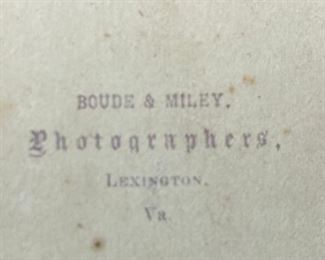 BOUDE & MILEY.
Photographers,
LEXINGTON.
Va.